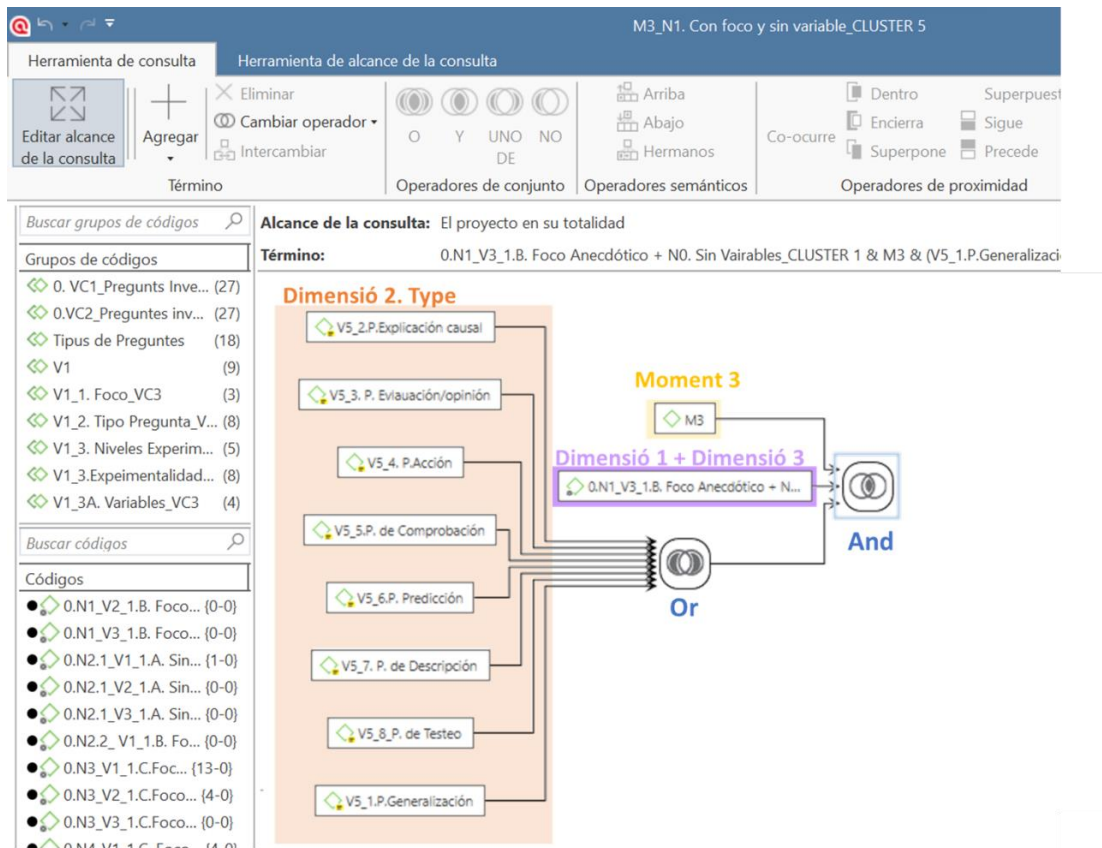 M3_N1. Con foco y sin variable_CLUSTER 5
Herramienta de consulta
Herramienta de alcance de la consulta
Editar alcance
de la consulta
Agregar
Eliminar
Cambiar operador
Intercambiar
O
Y
UNO
DE
NO
Arriba
Abajo
Hermanos
Co-ocurre
Dentro
Encierra
Superpone
Superpuest
Sigue
Precede
Término
Operadores de conjunto
Operadores semánticos
Operadores de proximidad
Buscar grupos de códigos
Grupos de códigos
0. VC1_Pregunts Inve... (27)
0.VC2_Preguntes inv... (27)
Tipus de Preguntes (18)
V1 (9)
V1_1. Foco_VC3 (3)
V1_2. Tipo Pregunta_V... (8)
V1_3. Niveles Experim... (5)
V1_3.Expeimentalidad... (8)
V1_3A. Variables_VC3 (4)
Buscar códigos
Códigos
0.N1_V2_1.B. Foco... {0-0}
0.N1_V3_1.B. Foco... {0-0}
0.N2.1_V1_1.A. Sin... {1-0}
0.N2.1_V2_1.A. Sin... {0-0}
0.N2.1_V3_1.A. Sin... {0-0}
0.N2.2_ V1_1.B. Fo... {0-0}
0.N3_V1_1.C.Foc... {13-0}
0.N3_V2_1.C.Foco... {4-0}
0.N3_V3_1.C.Foco... {0-0}
Alcance de la consulta: El proyecto en su totalidad
Término: 0.N1_V3_1.B. Foco Anecdótico + N0. Sin Vairables_CLUSTER 1 & M3 & (V5_1.P.Generalizaci
Dimensió 2. Type
V5_2.P.Explicación causal
V5_3. P. Evlauación/opinión
V5_4. P.Acción
V5_5.P. de Comprobación
V5_6.P. Predicción
V5_7. P. de Descripción
V5_8_P. de Testeo
V5_1.P.Generalización
Moment 3
M3
Dimensió 1 + Dimensió 3
0.N1_V3_1.B. Foco Anecdótico + N...
And
Or